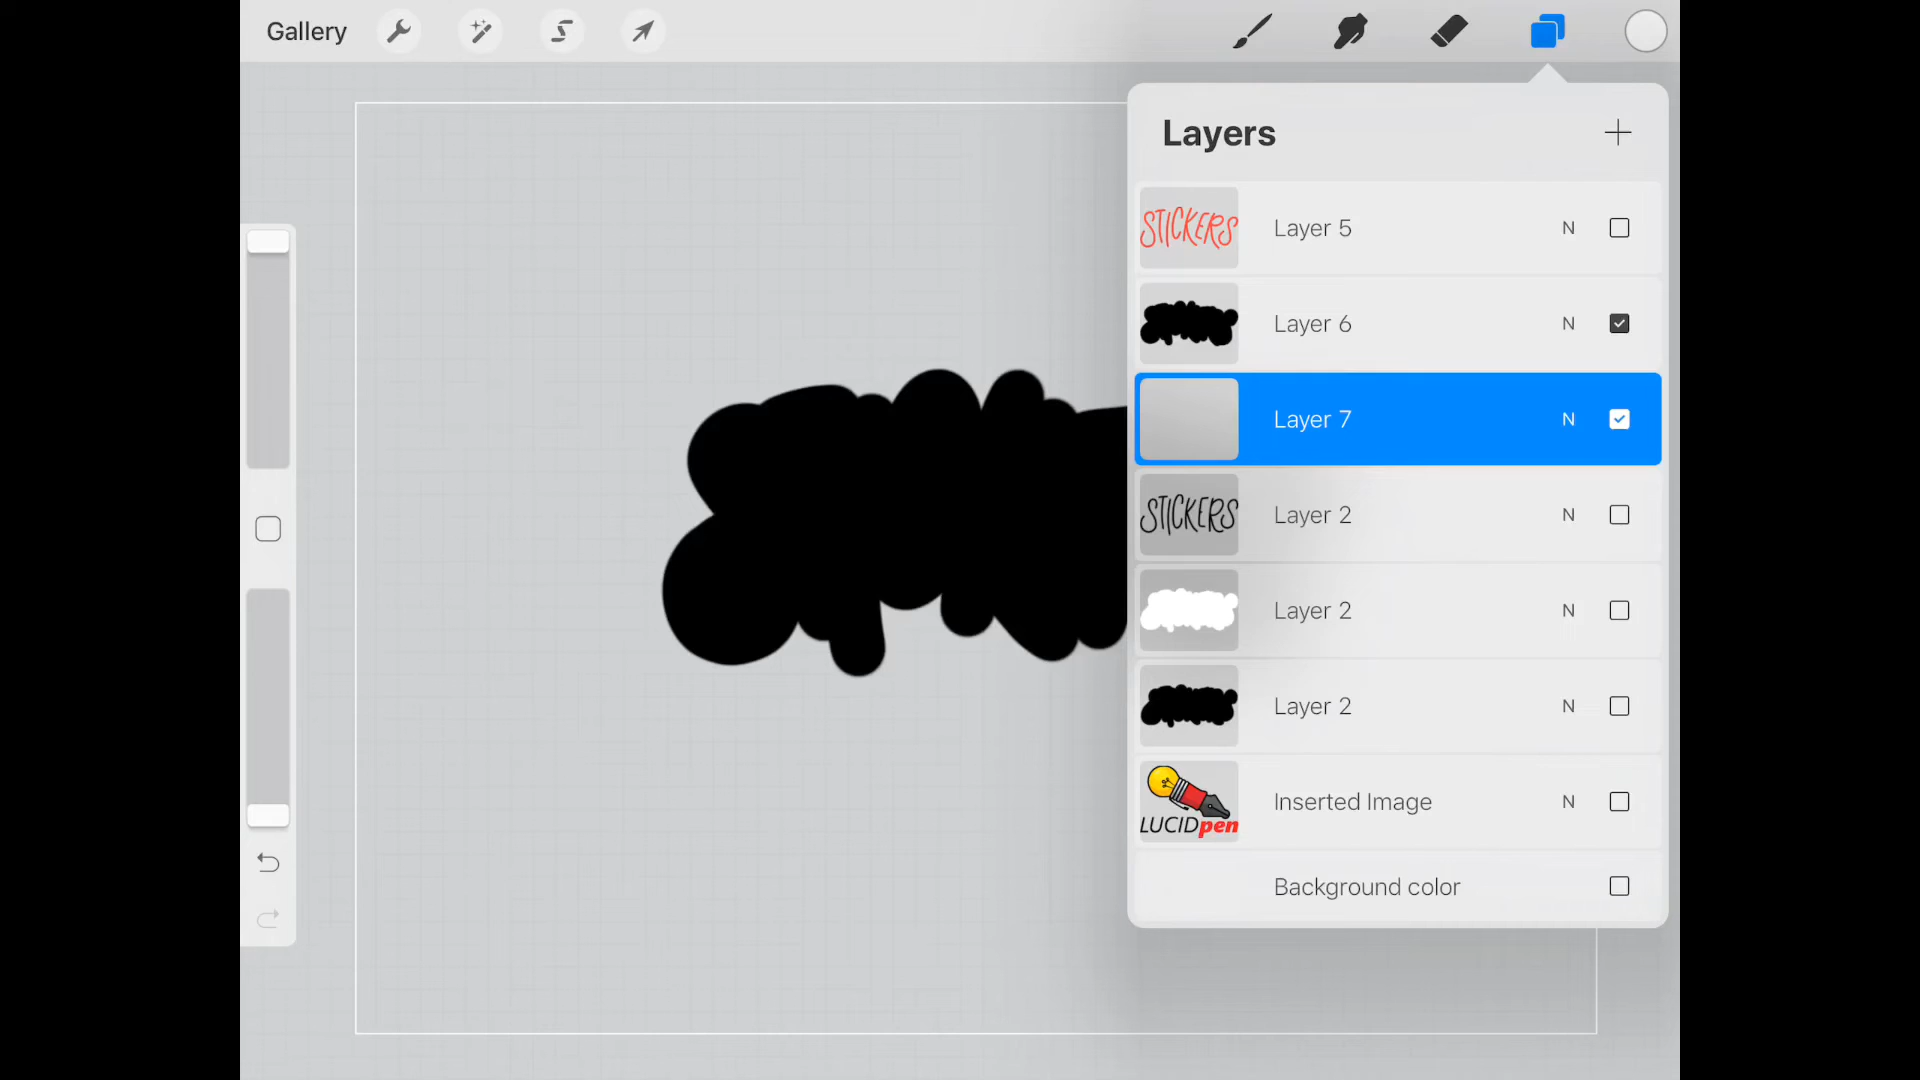 Gallery
Layers
STICKERS
Layer 5
N
Layer 6
N
Layer 7
N
STICKERS
Layer 2
N
Layer 2
N
Layer 2
N
LUCIDpen
Inserted Image
N
Background color